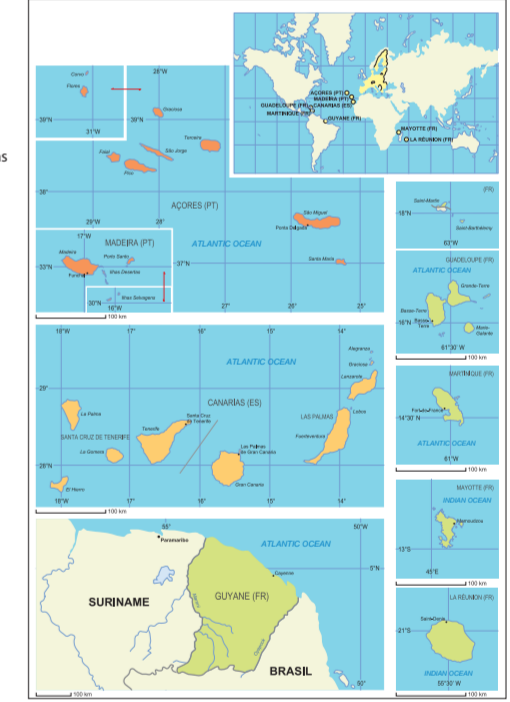 as
AÇORES (PT)
MADEIRA (PT)
GUADELOUPE (FR)
CANARIAS (ES)
MARTINIQUE (FR)
GUYANE (FR)
MAYOTTE (FR)
LA RÉUNION (FR)
Corvo
Flores
39°N
31°W
28°W
Graciosa
39°N
Terceira
Faial
São Jorge
Pico
38°
29°W
28°
AÇORES (PT)
São Miguel
Ponta Delgada
ATLANTIC OCEAN
Santa Maria
37°N
27°
26°
25°
17°W
MADEIRA (PT)
Madeira
Porto Santo
33°N
Funchal
Ilhas Desertas
30°N
Ilhas Selvagens
100 km
(FR)
Saint-Martin
18°N
Saint-Barthélemy
63°W
GUADELOUPE (FR)
ATLANTIC OCEAN
Grande-Terre
Basse-Terre
Basse-
Terre
16°N
Marie-
Galante
61°30' W
100 km
18°W
17°
16°
15°
14°
ATLANTIC OCEAN
Alegranza
Graciosa
Lanzarote
29°
CANARIAS (ES)
La Palma
Santa Cruz
de Tenerife
Tenerife
LAS PALMAS
Lobos
SANTA CRUZ DE TENERIFE
La Gomera
Fuerteventura
Las Palmas
de Gran Canaria
28°N
El Hierro
Gran Canaria
18°W
17°
16°
15°
14°
100 km
MARTINIQUE (FR)
Fort-de-France
14°30' N
ATLANTIC OCEAN
61°W
100 km
MAYOTTE (FR)
INDIAN OCEAN
Mamoudzou
13°S
45°E
100 km
55°
50°W
Paramaribo
ATLANTIC OCEAN
5°N
Cayenne
SURINAME
GUYANE (FR)
BRASIL
50°
100 km
LA RÉUNION (FR)
Saint-Denis
21°S
INDIAN OCEAN
55°30' W
100 km